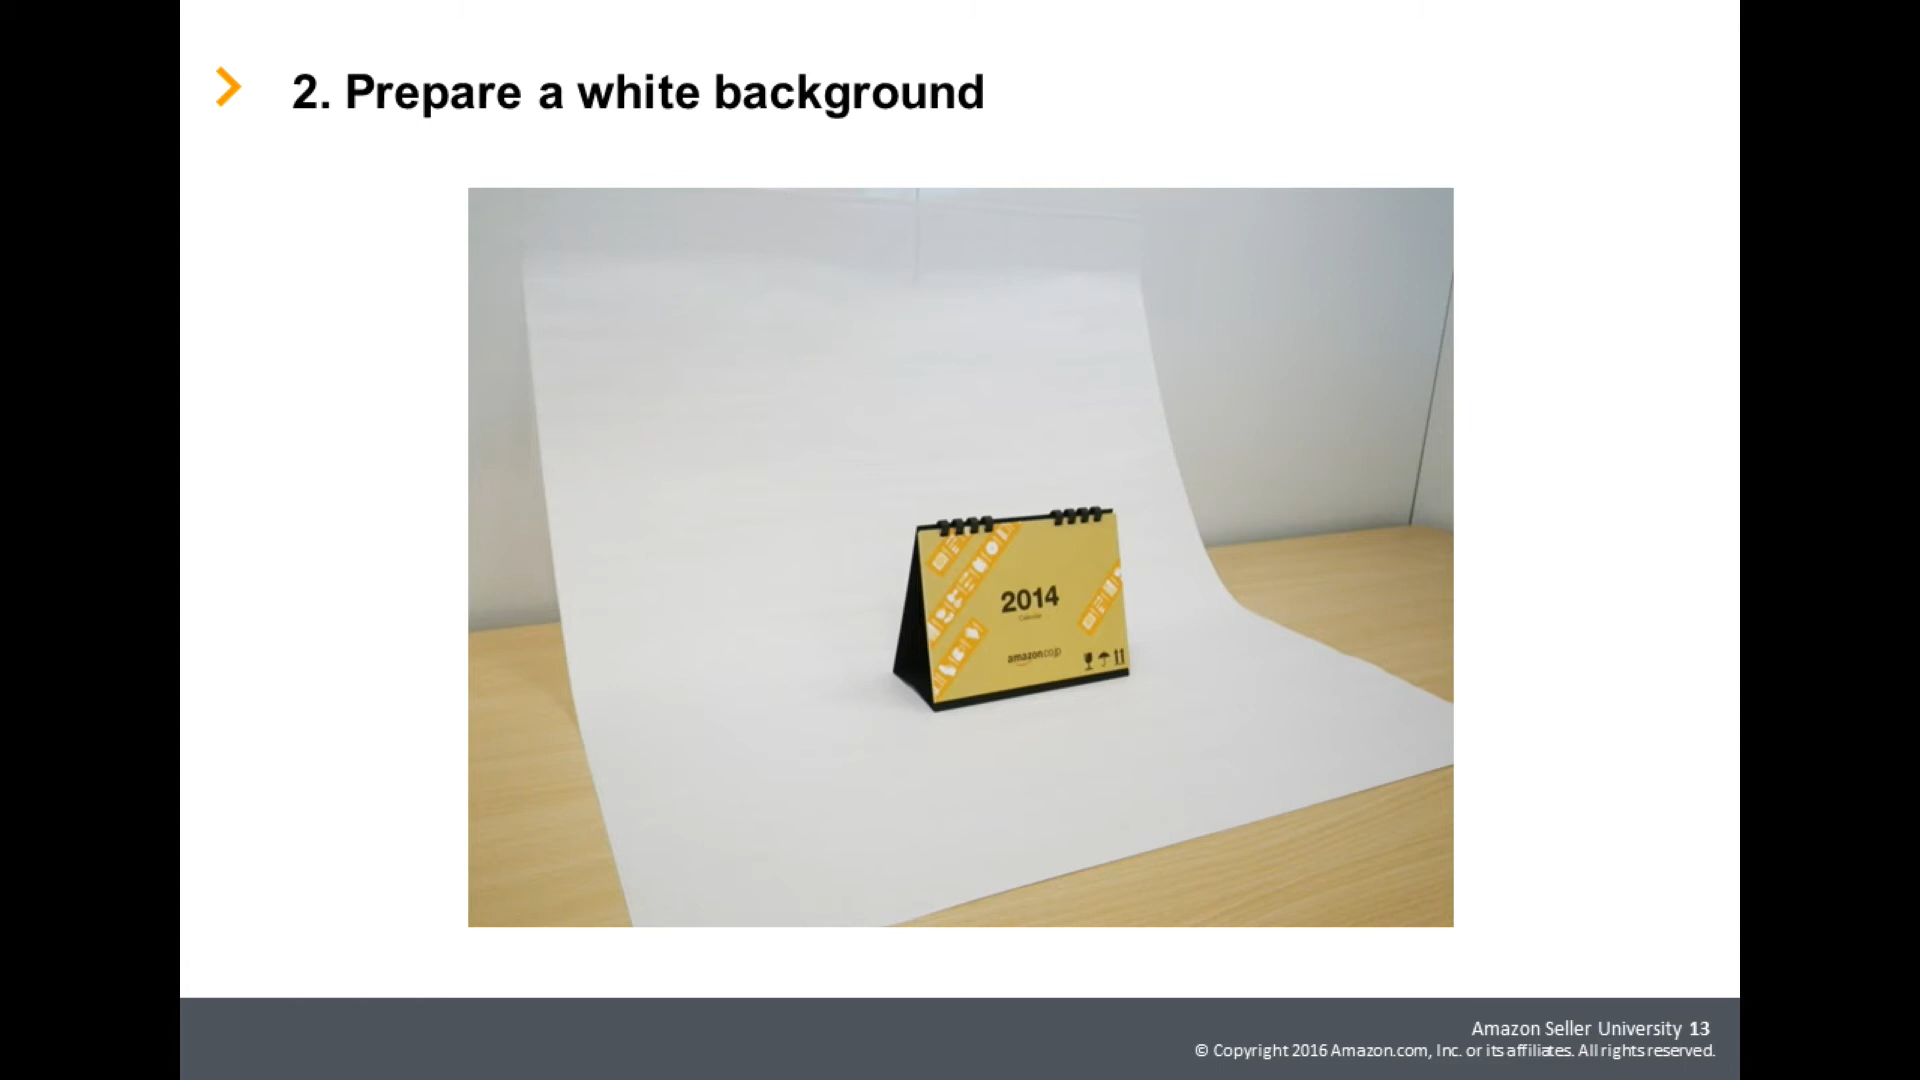 2. Prepare a white background
2014
Calendar
amazon.co.jp
Amazon Seller University 13
© Copyright 2016 Amazon.com, Inc. or its affiliates. All rights reserved.